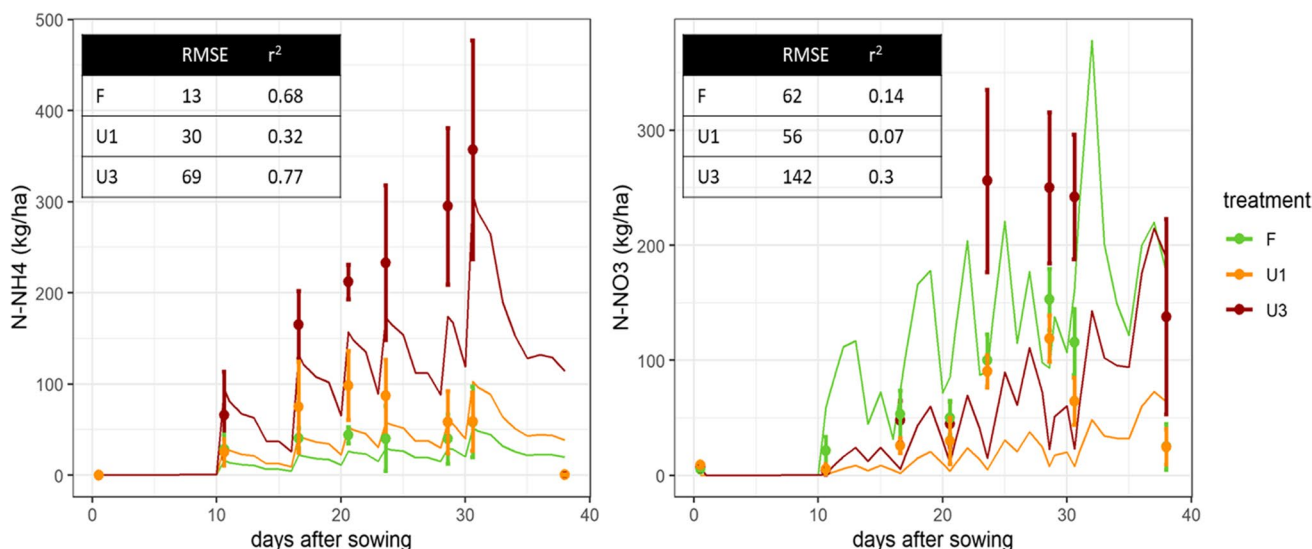 RMSE r²
F 13 0.68
U1 30 0.32
U3 69 0.77
500
400
300
200
100
0
N-NH4 (kg/ha)
0 10 20 30 40
days after sowing
RMSE r²
F 62 0.14
U1 56 0.07
U3 142 0.3
300
200
100
0
N-NO3 (kg/ha)
0 10 20 30 40
days after sowing
treatment
F
U1
U3